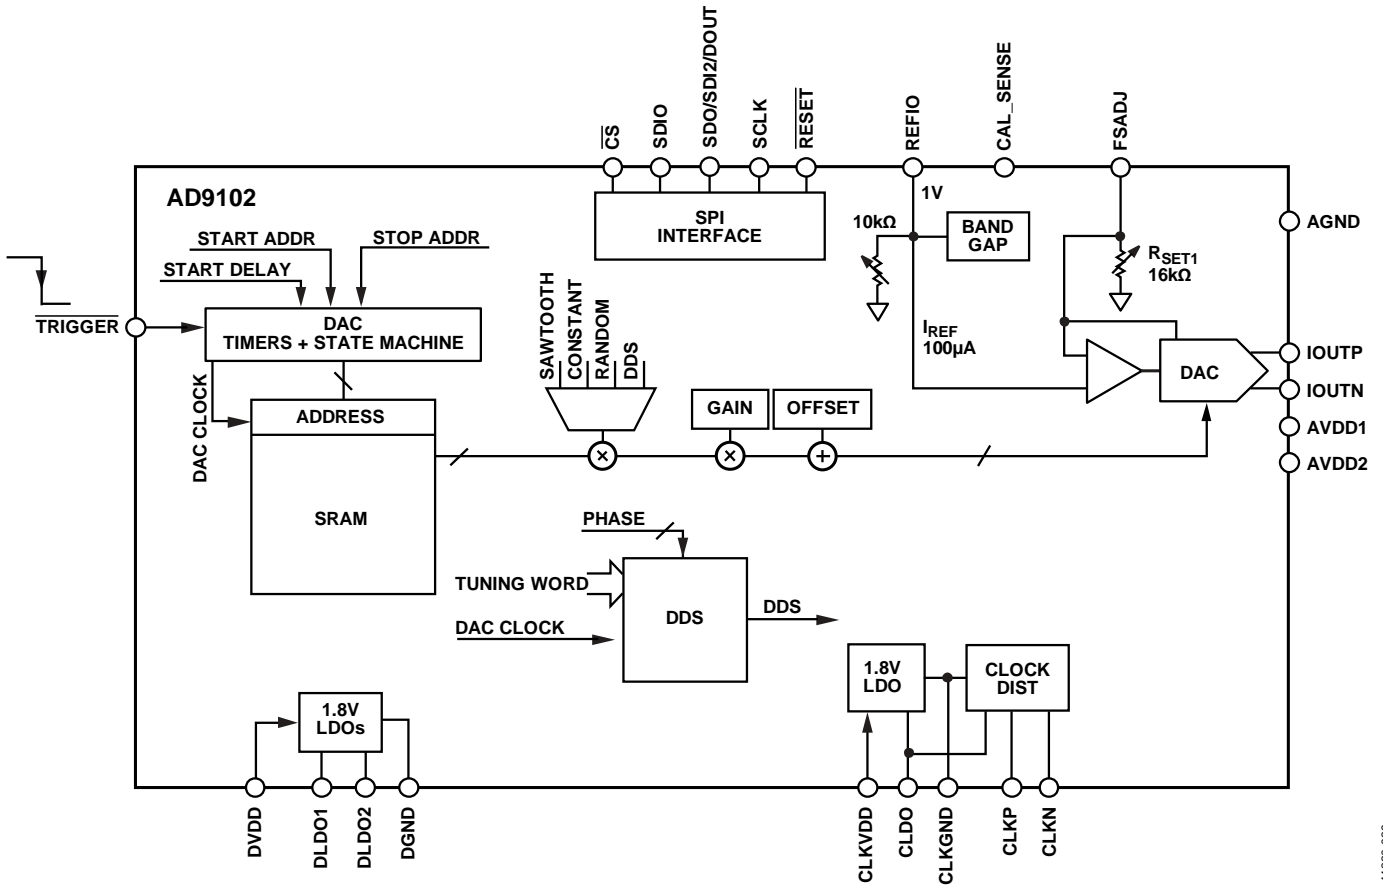 CS
SDIO
SDO/SDI2/DOUT
SCLK
RESET
REFIO
CAL_SENSE
FSADJ
AD9102
SPI
INTERFACE
1V
10kΩ
BAND
GAP
RSET1
16kΩ
AGND
START ADDR
STOP ADDR
START DELAY
TRIGGER
DAC
TIMERS + STATE MACHINE
SAWTOOTH
CONSTANT
RANDOM
DDS
IREF
100µA
DAC
IOUTP
IOUTN
AVDD1
AVDD2
DAC CLOCK
ADDRESS
SRAM
GAIN
OFFSET
×
×
+
PHASE
TUNING WORD
DAC CLOCK
DDS
DDS
1.8V
LDO
CLOCK
DIST
1.8V
LDOs
DVDD
DLDO1
DLDO2
DGND
CLKVDD
CLDO
CLKGND
CLKP
CLKN